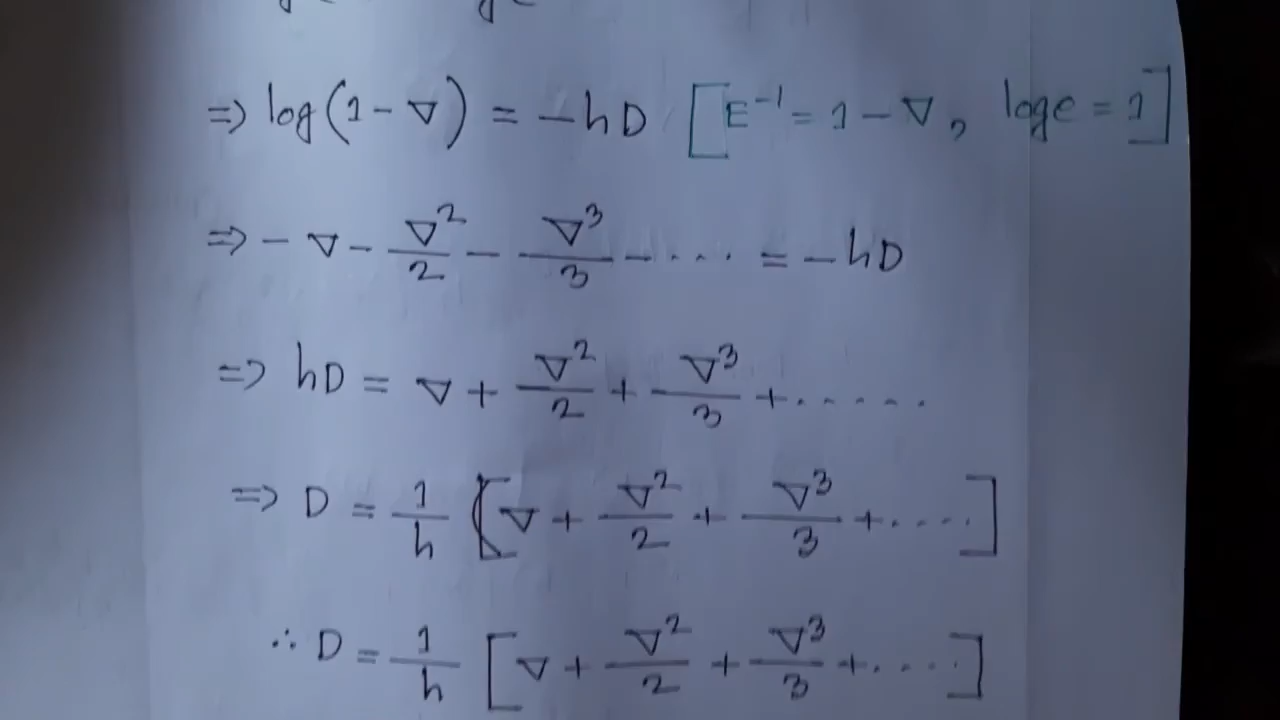 ⇒ log(1 - ∇) = -hD [E⁻¹ = 1 - ∇, loge = 1]
⇒ - ∇ - ∇²/2 - ∇³/3 - .... = -hD
⇒ hD = ∇ + ∇²/2 + ∇³/3 + .....
⇒ D = 1/h [∇ + ∇²/2 + ∇³/3 + ....]
∴ D = 1/h [∇ + ∇²/2 + ∇³/3 + ....]